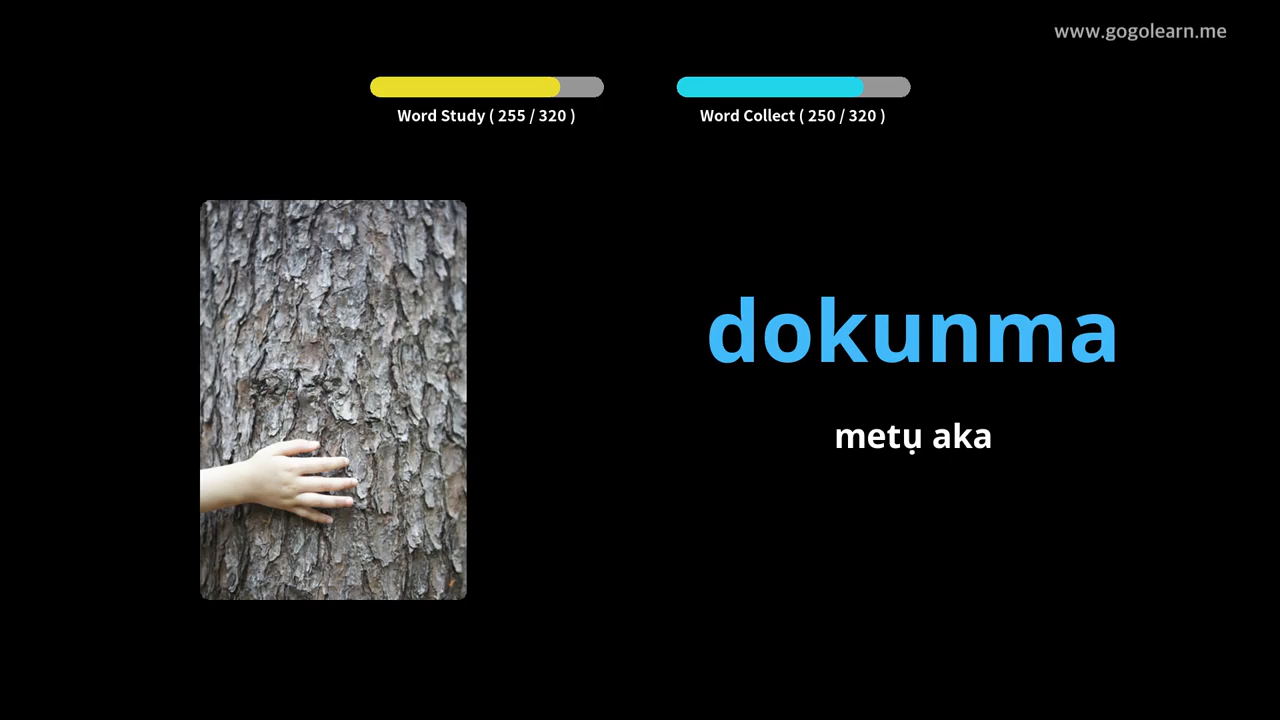 www.gogolearn.me
Word Study ( 255 / 320 )
Word Collect ( 250 / 320 )
dokunma
metụ aka